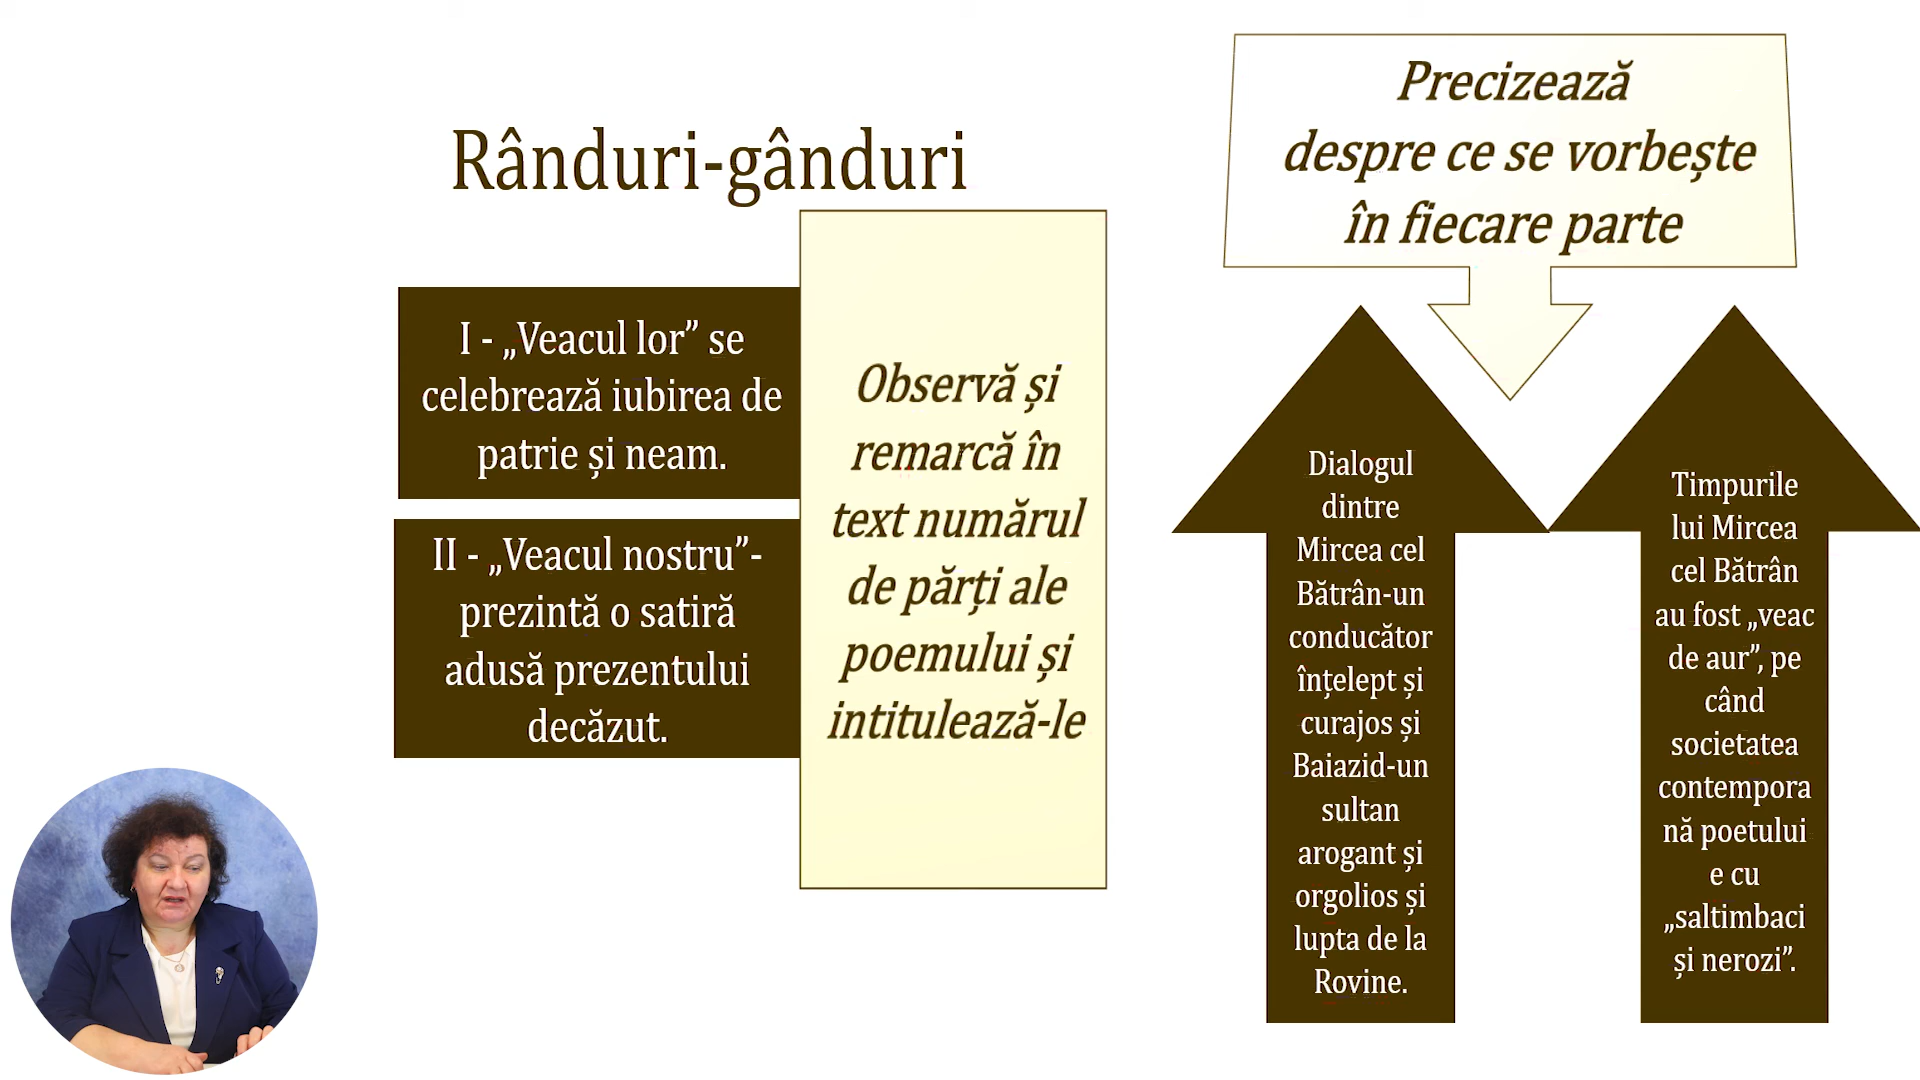 Rânduri-gânduri
I - „Veacul lor” se
celebrează iubirea de
patrie și neam.
II - „Veacul nostru”-
prezintă o satiră
adusă prezentului
decăzut.
Observă și
remarcă în
text numărul
de părți ale
poemului și
intitulează-le
Precizează
despre ce se vorbește
în fiecare parte
Dialogul
dintre
Mircea cel
Bătrân-un
conducător
înțelept și
curajos și
Baiazid-un
sultan
arogant și
orgolios și
lupta de la
Rovine.
Timpurile
lui Mircea
cel Bătrân
au fost „veac
de aur”, pe
când
societatea
contempora
nă poetului
e cu
„saltimbaci
și nerozi”.